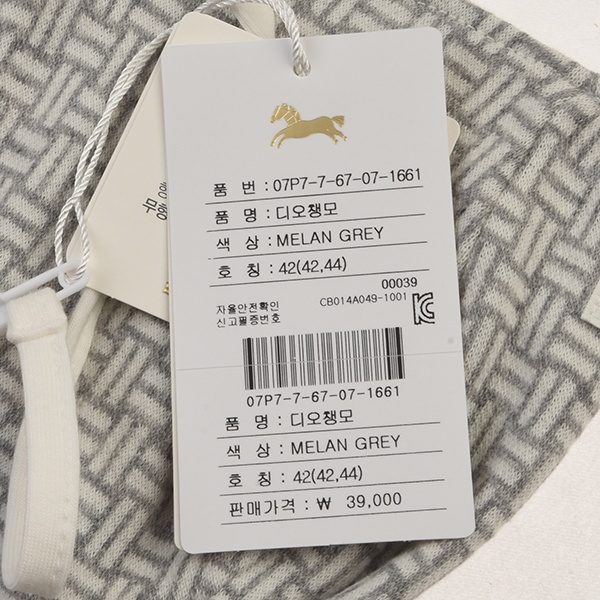 품 번 : 07P7-7-67-07-1661
품 명 : 디오챙모
색 상 : MELAN GREY
호 칭 : 42(42,44)
00039
자율안전확인 CB014A049-1001
신고필증번호
07P7-7-67-07-1661
품 명 : 디오챙모
색 상 : MELAN GREY
호 칭 : 42(42,44)
판매가격 : ₩ 39,000